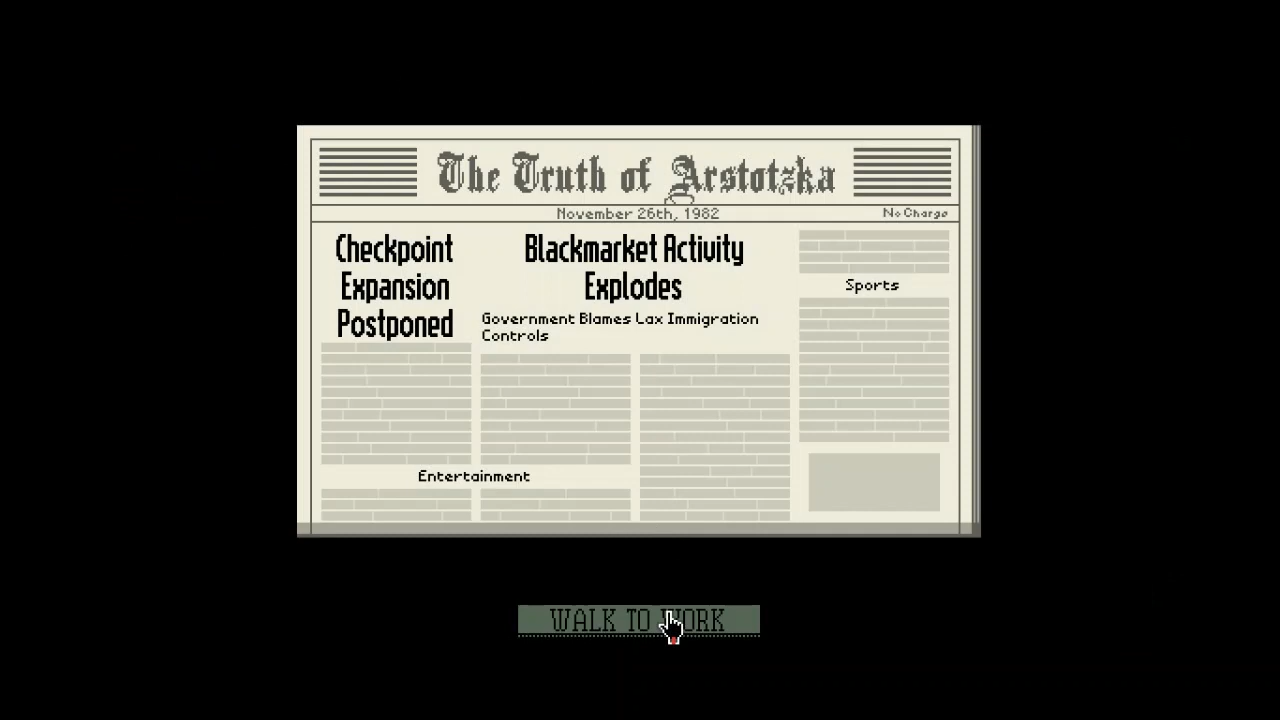 The Truth of Arstotzka
November 26th, 1982
No Charge
Checkpoint
Expansion
Postponed
Blackmarket Activity
Explodes
Government Blames Lax Immigration
Controls
Sports
Entertainment
WALK TO WORK